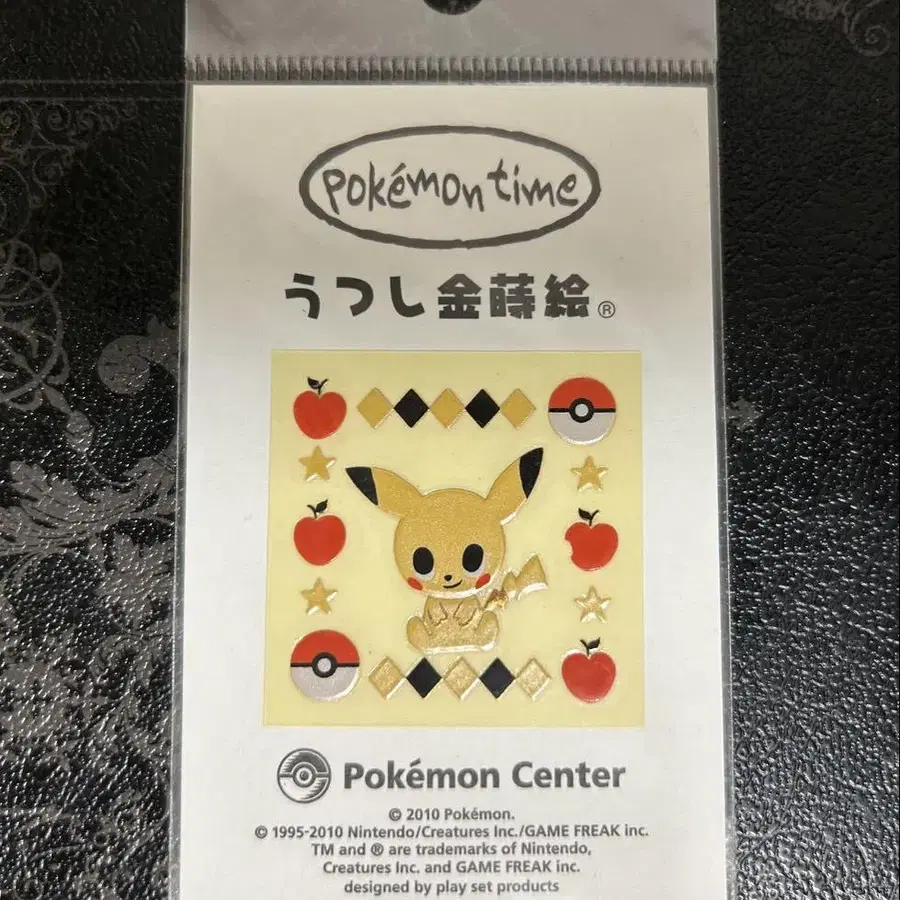 pokémon time
うつし金蒔絵®
Pokémon Center
© 2010 Pokémon.
© 1995-2010 Nintendo/Creatures Inc./GAME FREAK inc.
TM and ® are trademarks of Nintendo,
Creatures Inc. and GAME FREAK inc.
designed by play set products